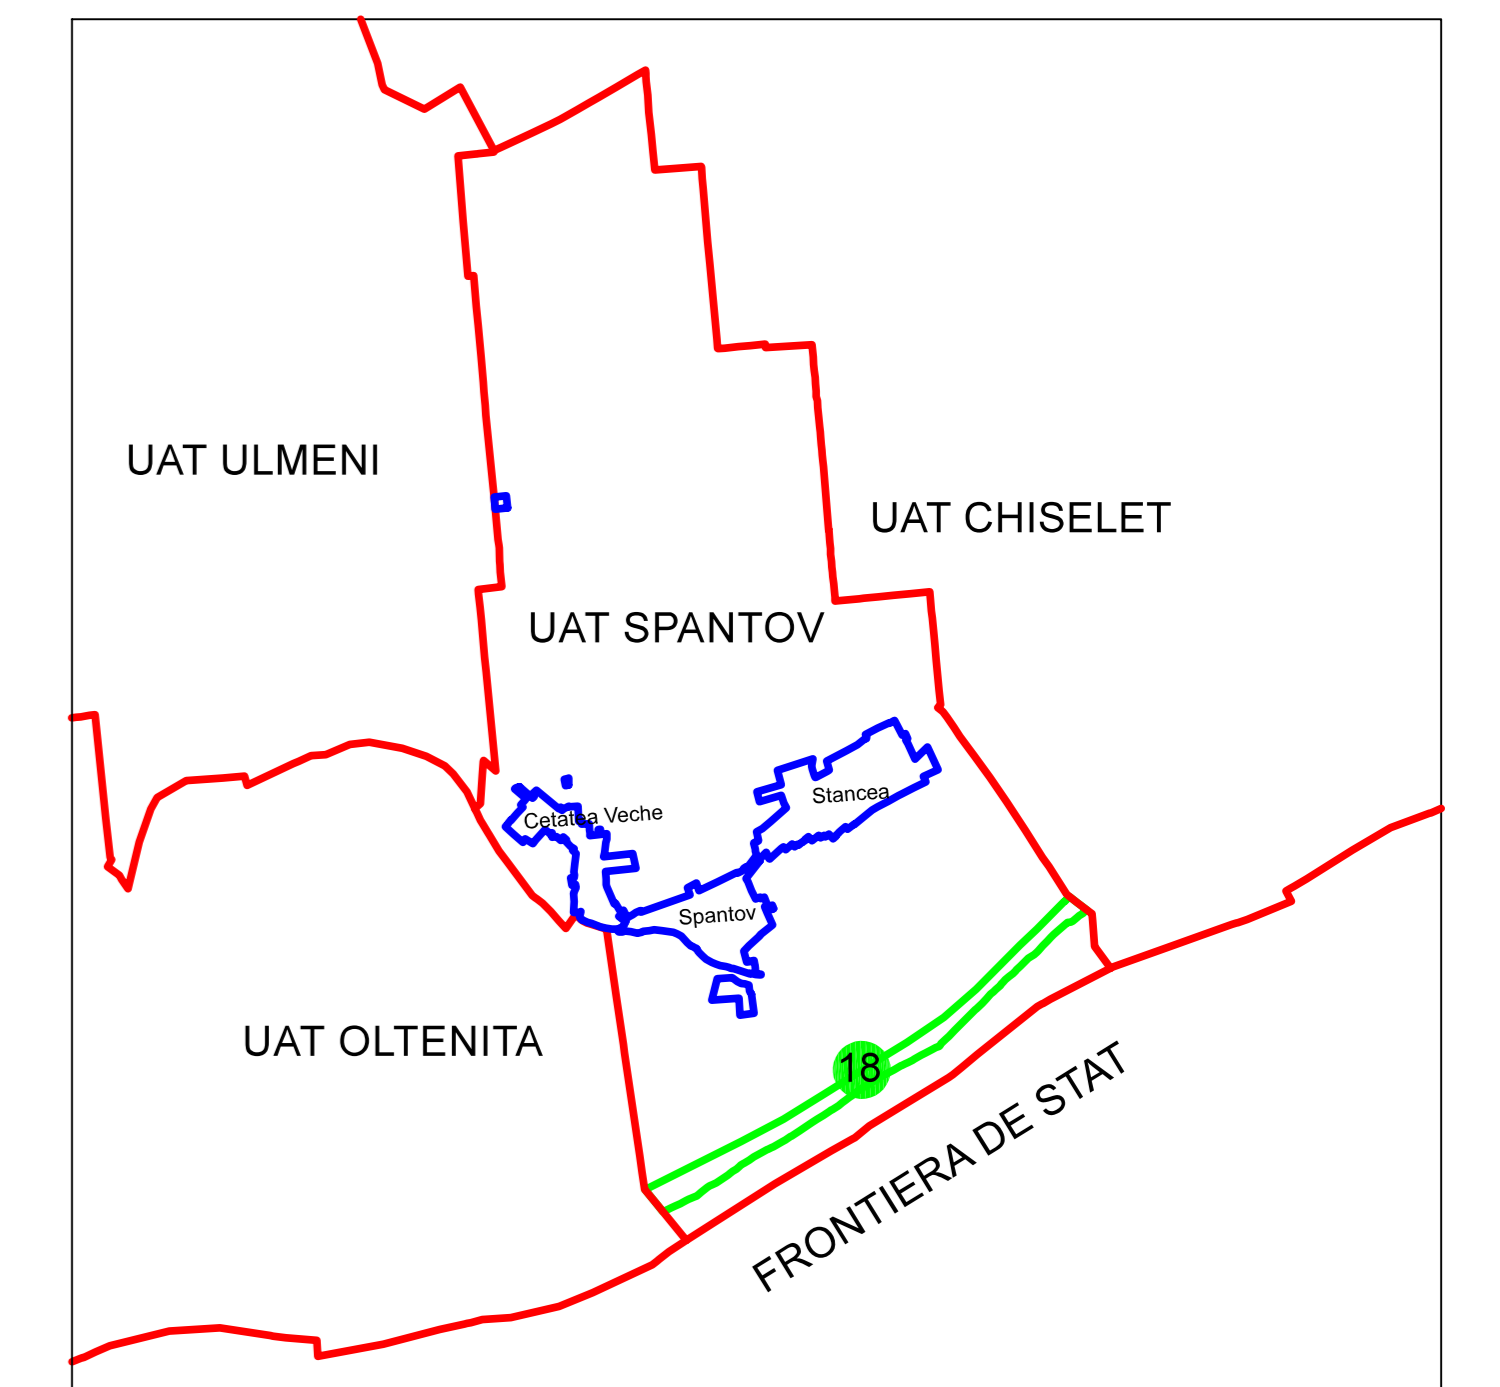 UAT ULMENI
UAT CHISELET
UAT SPANTOV
Stancea
Cetatea Veche
Spantov
UAT OLTENITA
18
FRONTIERA DE STAT